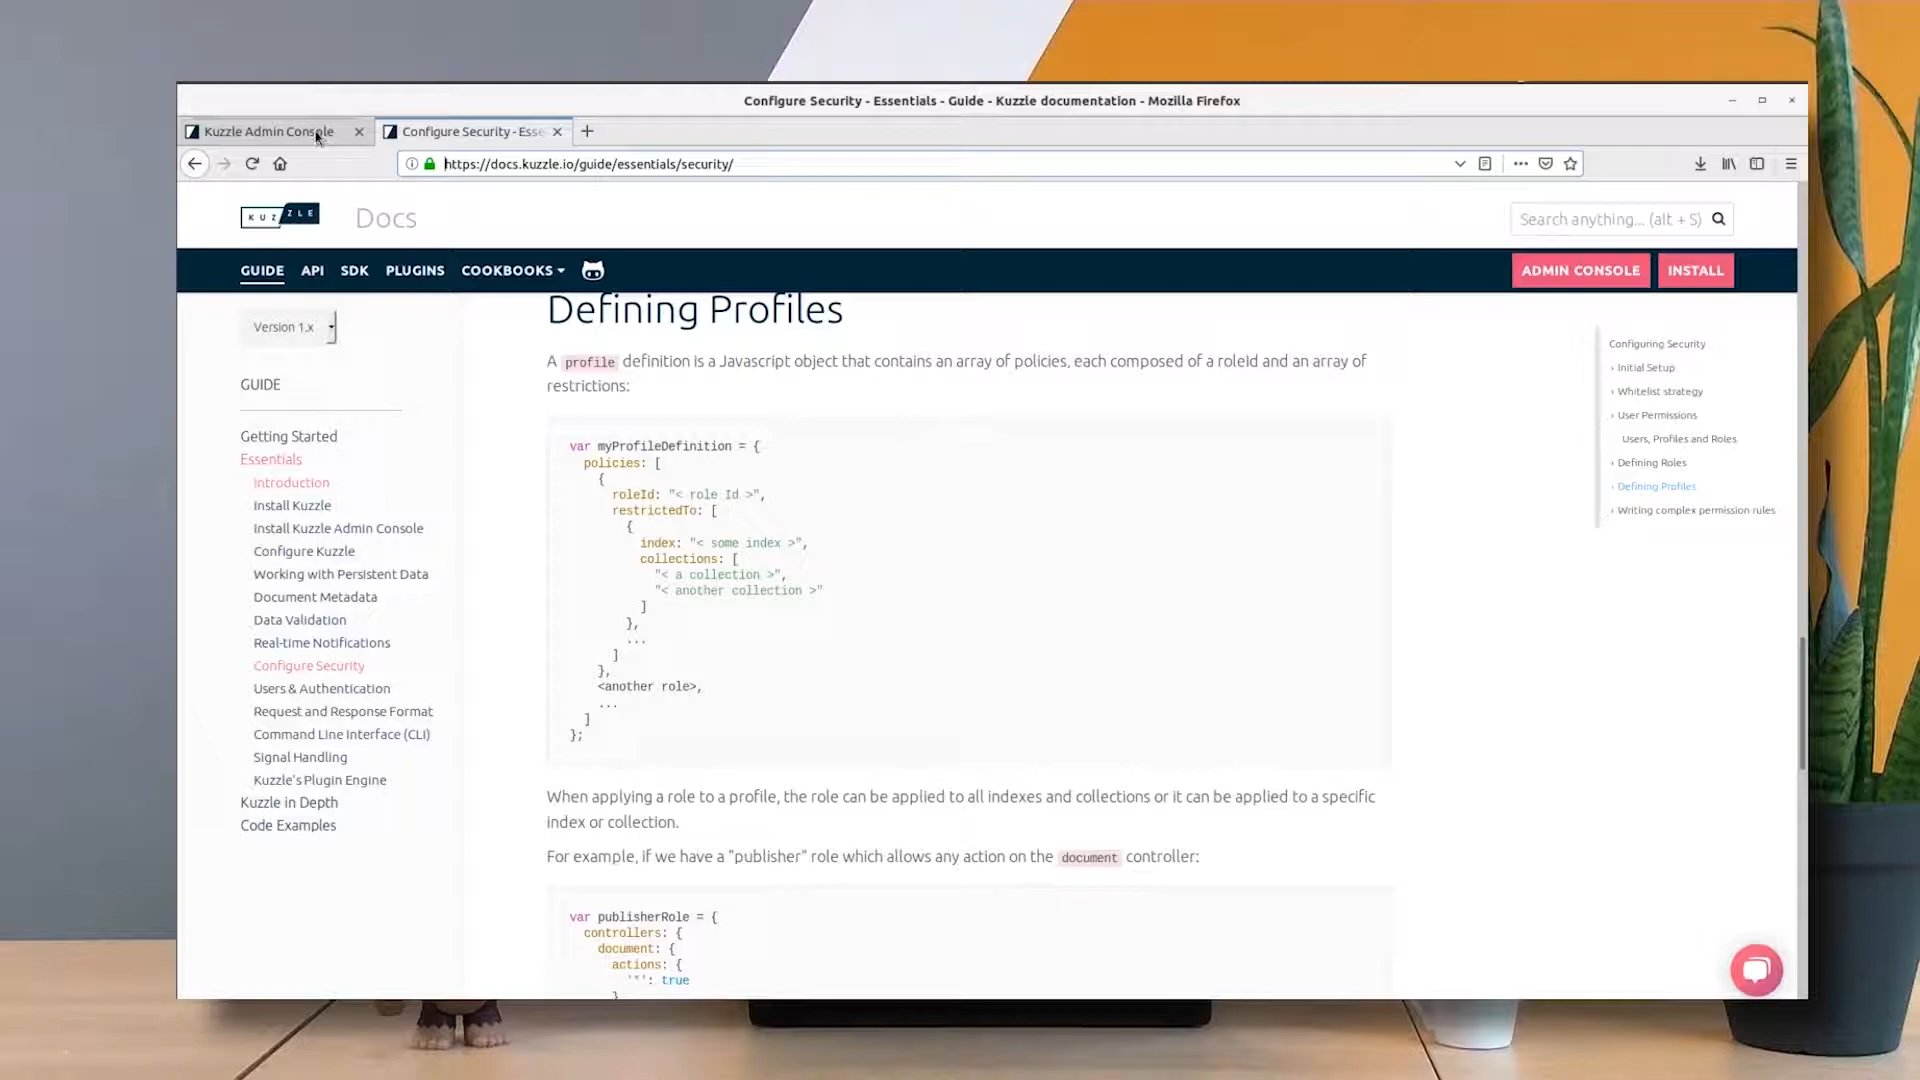 Configure Security - Essentials - Guide - Kuzzle documentation - Mozilla Firefox
Kuzzle Admin Console
Configure Security - Esse
https://docs.kuzzle.io/guide/essentials/security/
KUZZLE
Docs
Search anything... (alt + S)
GUIDE API SDK PLUGINS COOKBOOKS
ADMIN CONSOLE
INSTALL
Version 1.x
GUIDE
Getting Started
Essentials
Introduction
Install Kuzzle
Install Kuzzle Admin Console
Configure Kuzzle
Working with Persistent Data
Document Metadata
Data Validation
Real-time Notifications
Configure Security
Users & Authentication
Request and Response Format
Command Line Interface (CLI)
Signal Handling
Kuzzle's Plugin Engine
Kuzzle in Depth
Code Examples
Defining Profiles
A profile definition is a Javascript object that contains an array of policies, each composed of a roleId and an array of
restrictions:
var myProfileDefinition = {
policies: [
{
roleId: "< role Id >",
restrictedTo: [
{
index: "< some index >",
collections: [
"< a collection >",
"< another collection >"
]
},
...
]
},
<another role>,
...
]
};
When applying a role to a profile, the role can be applied to all indexes and collections or it can be applied to a specific
index or collection.
For example, if we have a "publisher" role which allows any action on the document controller:
var publisherRole = {
controllers: {
document: {
actions: {
'*': true
}
Configuring Security
› Initial Setup
› Whitelist strategy
› User Permissions
Users, Profiles and Roles
› Defining Roles
› Defining Profiles
› Writing complex permission rules